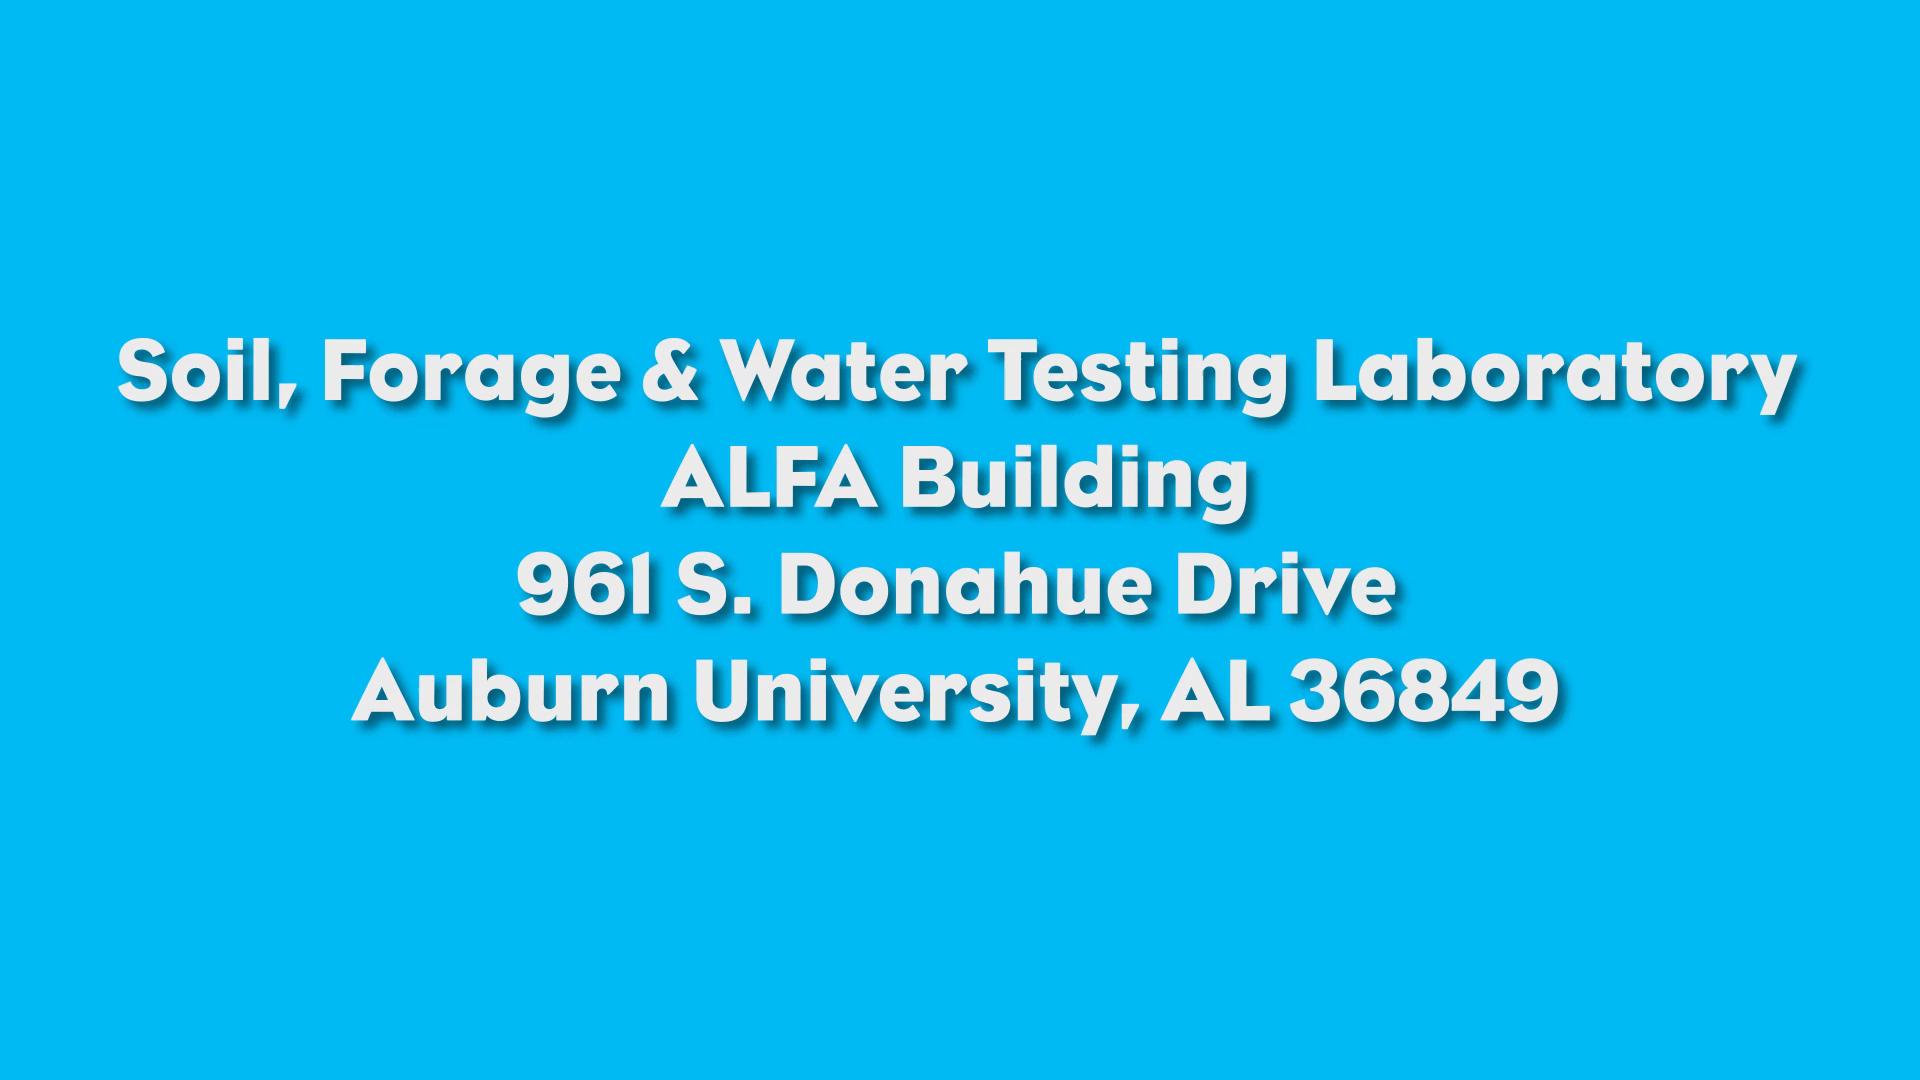 Soil, Forage & Water Testing Laboratory
ALFA Building
961 S. Donahue Drive
Auburn University, AL 36849